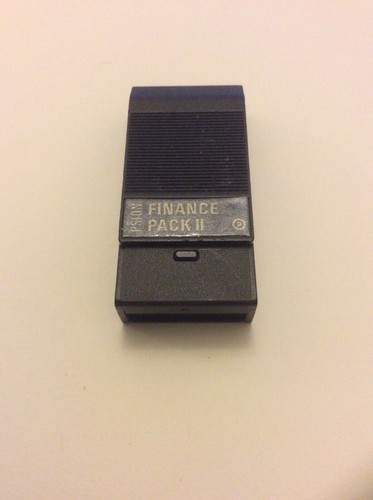 PSION
FINANCE
PACK II
P